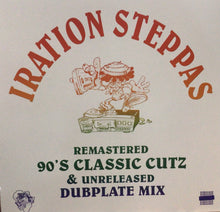 IRATION STEPPAS
REMASTERED
90'S CLASSIC CUTZ
& UNRELEASED
DUBPLATE MIX